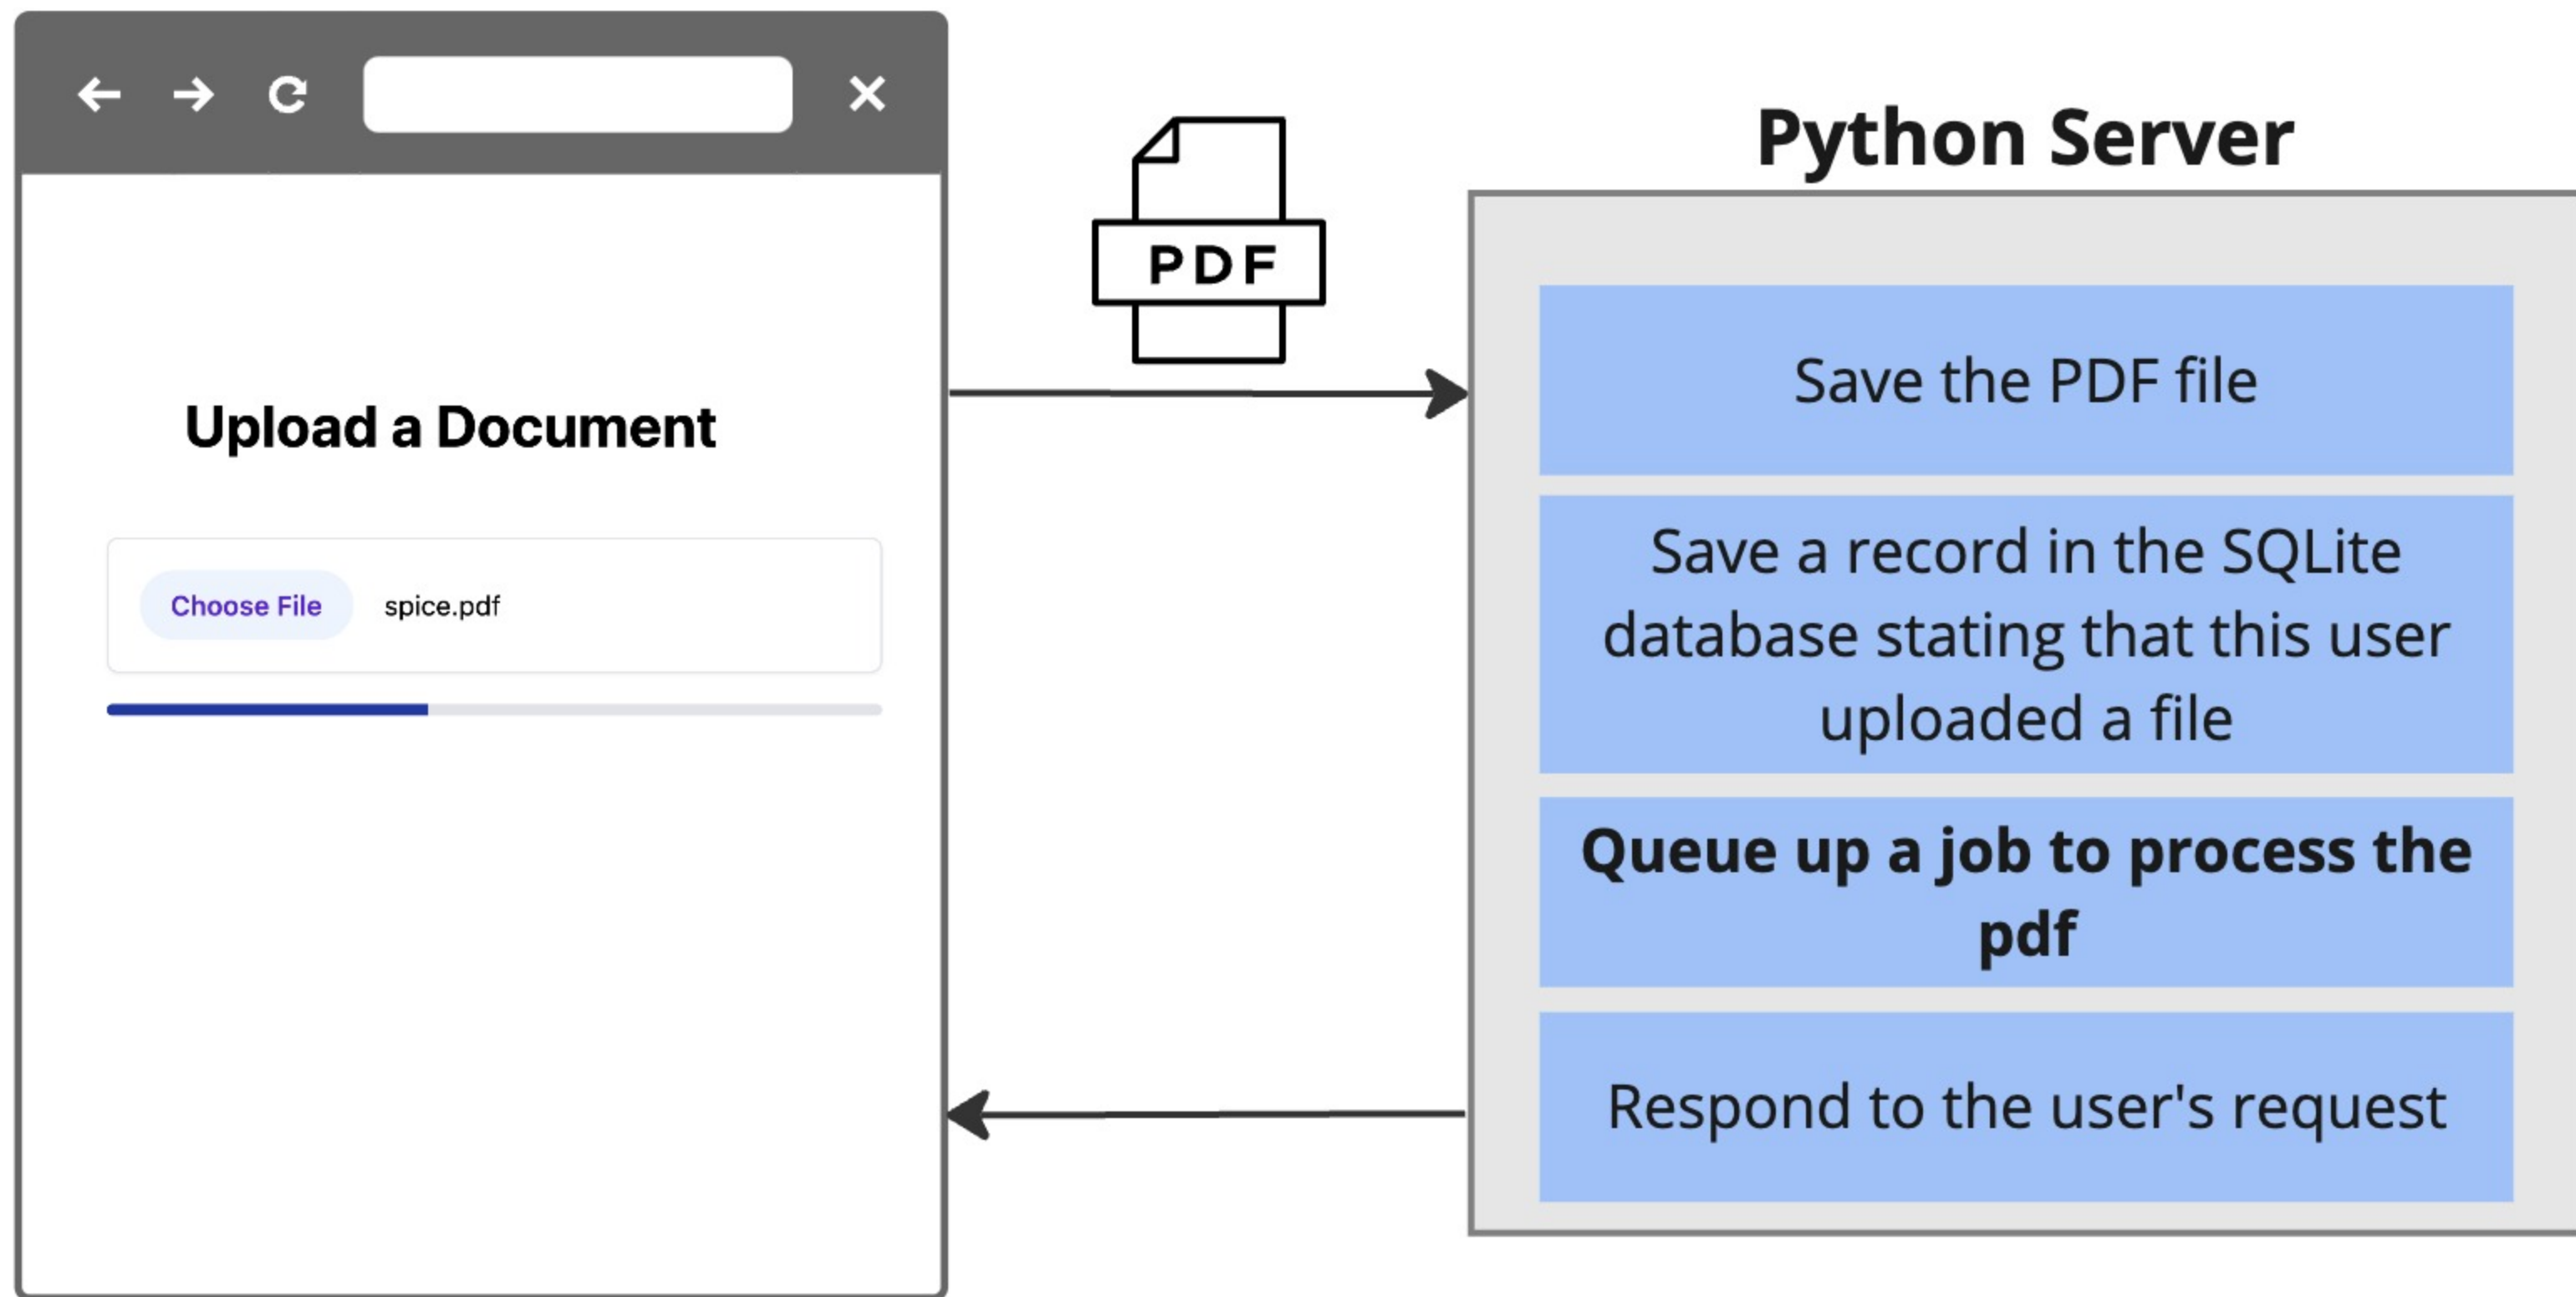 Upload a Document
Choose File
spice.pdf
PDF
Python Server
Save the PDF file
Save a record in the SQLite
database stating that this user
uploaded a file
Queue up a job to process the
pdf
Respond to the user's request